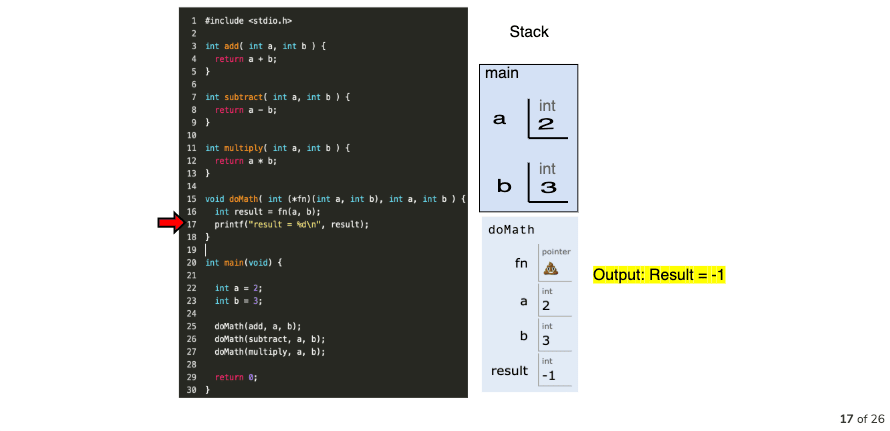 1 #include <stdio.h>
2
3 int add( int a, int b ) {
4 return a + b;
5 }
6
7 int subtract( int a, int b ) {
8 return a - b;
9 }
10
11 int multiply( int a, int b ) {
12 return a * b;
13 }
14
15 void doMath( int (*fn)(int a, int b), int a, int b ) {
16 int result = fn(a, b);
17 printf("result = %d\n", result);
18 }
19
20 int main(void) {
21
22 int a = 2;
23 int b = 3;
24
25 doMath(add, a, b);
26 doMath(subtract, a, b);
27 doMath(multiply, a, b);
28
29 return 0;
30 }
Stack
main
int
a 2
int
b 3
doMath
pointer
fn
int
a 2
int
b 3
int
result -1
Output: Result = -1
17 of 26